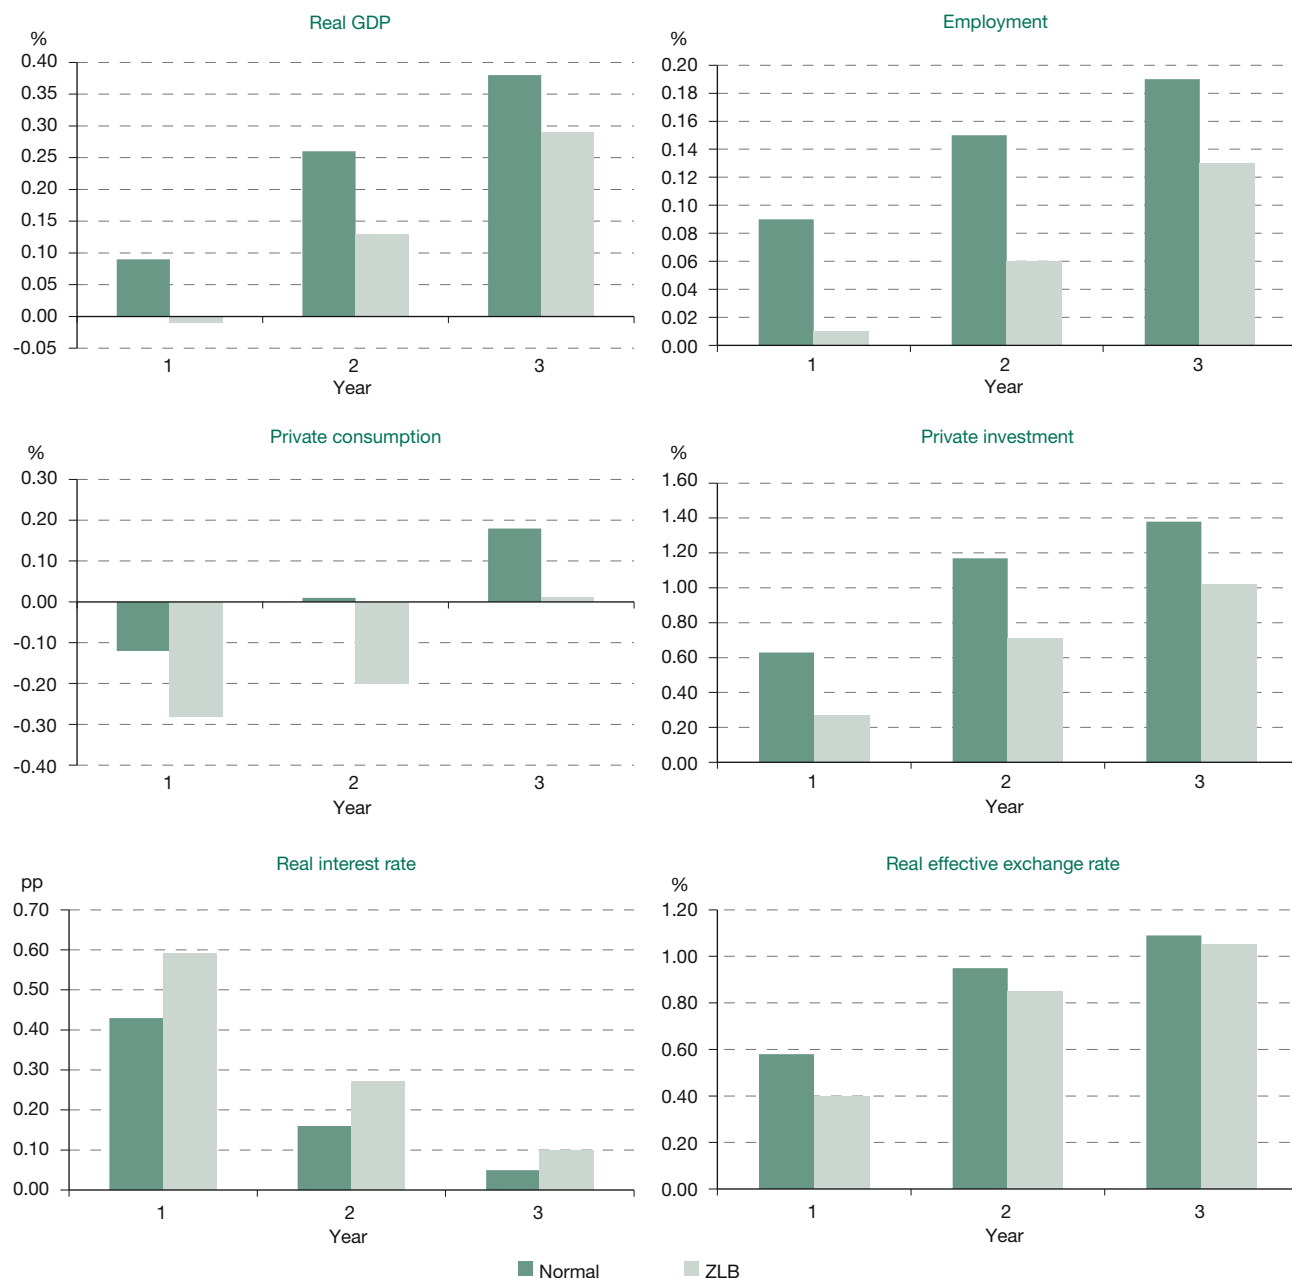 Real GDP
%
0.40
0.35
0.30
0.25
0.20
0.15
0.10
0.05
0.00
-0.05
1 2 3
Year
Employment
%
0.20
0.18
0.16
0.14
0.12
0.10
0.08
0.06
0.04
0.02
0.00
1 2 3
Year
Private consumption
%
0.30
0.20
0.10
0.00
-0.10
-0.20
-0.30
-0.40
1 2 3
Year
Private investment
%
1.60
1.40
1.20
1.00
0.80
0.60
0.40
0.20
0.00
1 2 3
Year
Real interest rate
pp
0.70
0.60
0.50
0.40
0.30
0.20
0.10
0.00
1 2 3
Year
Real effective exchange rate
%
1.20
1.00
0.80
0.60
0.40
0.20
0.00
1 2 3
Year
Normal ZLB